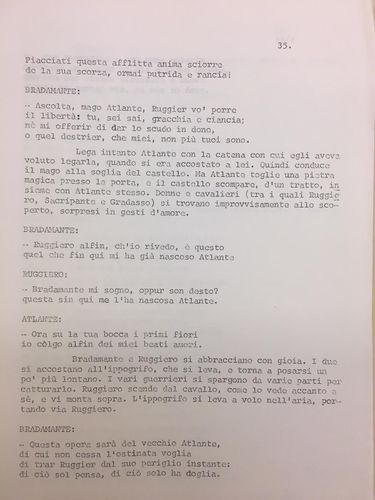 35.
Piacciati questa afflitta anima sciorre
de la sua scorza, ormai putrida e rancia!
BRADAMANTE:
- Ascolta, mago Atlante, Ruggier vo' porre
il libertà: tu, sei sai, gracchia e ciancia;
nè mi offerir di dar lo scudo in dono,
o quel destrier, che miei, non più tuoi sono.
Lega intanto Atlante con la catena con cui egli aveva
voluto legarla, quando si era accostato a lei. Quindi conduce
il mago alla soglia del castello. Ma Atlante toglie una pietra
magica presso la porta, e il castello scompare, d'un tratto, in
sieme con Atlante stesso. Donne e cavalieri (tra i quali Ruggie
ro, Sacripante e Gradasso) si trovano improvvisamente allo sco-
perto, sorpresi in gesti d'amore.
BRADAMANTE:
- Ruggiero alfin, ch'io rivedo, è questo
quel che fin qui mi ha già nascoso Atlante
RUGGIERO:
- Bradamante mi sogno, oppur son desto?
questa sin qui me l'ha nascosa Atlante.
ATLANTE:
- Ora su la tua bocca i primi fiori
io còlgo alfin dei miei beati amori.
Bradamante e Ruggiero si abbracciano con gioia. I due
si accostano all'ippogrifo, che si leva, e torna a posarsi un
po' più lontano. I vari guerrieri si spargono da varie parti per
catturarlo. Ruggiero scende dal cavallo, come lo vede accanto a
sè, e vi monta sopra. L'ippogrifo si leva a volo nell'aria, por-
tando via Ruggiero.
BRADAMANTE:
- Questa opera sarà del vecchio Atlante,
di cui non cessa l'ostinata voglia
di trar Ruggier dal suo periglio instante:
di ciò sol pensa, di ciò solo ha doglia.